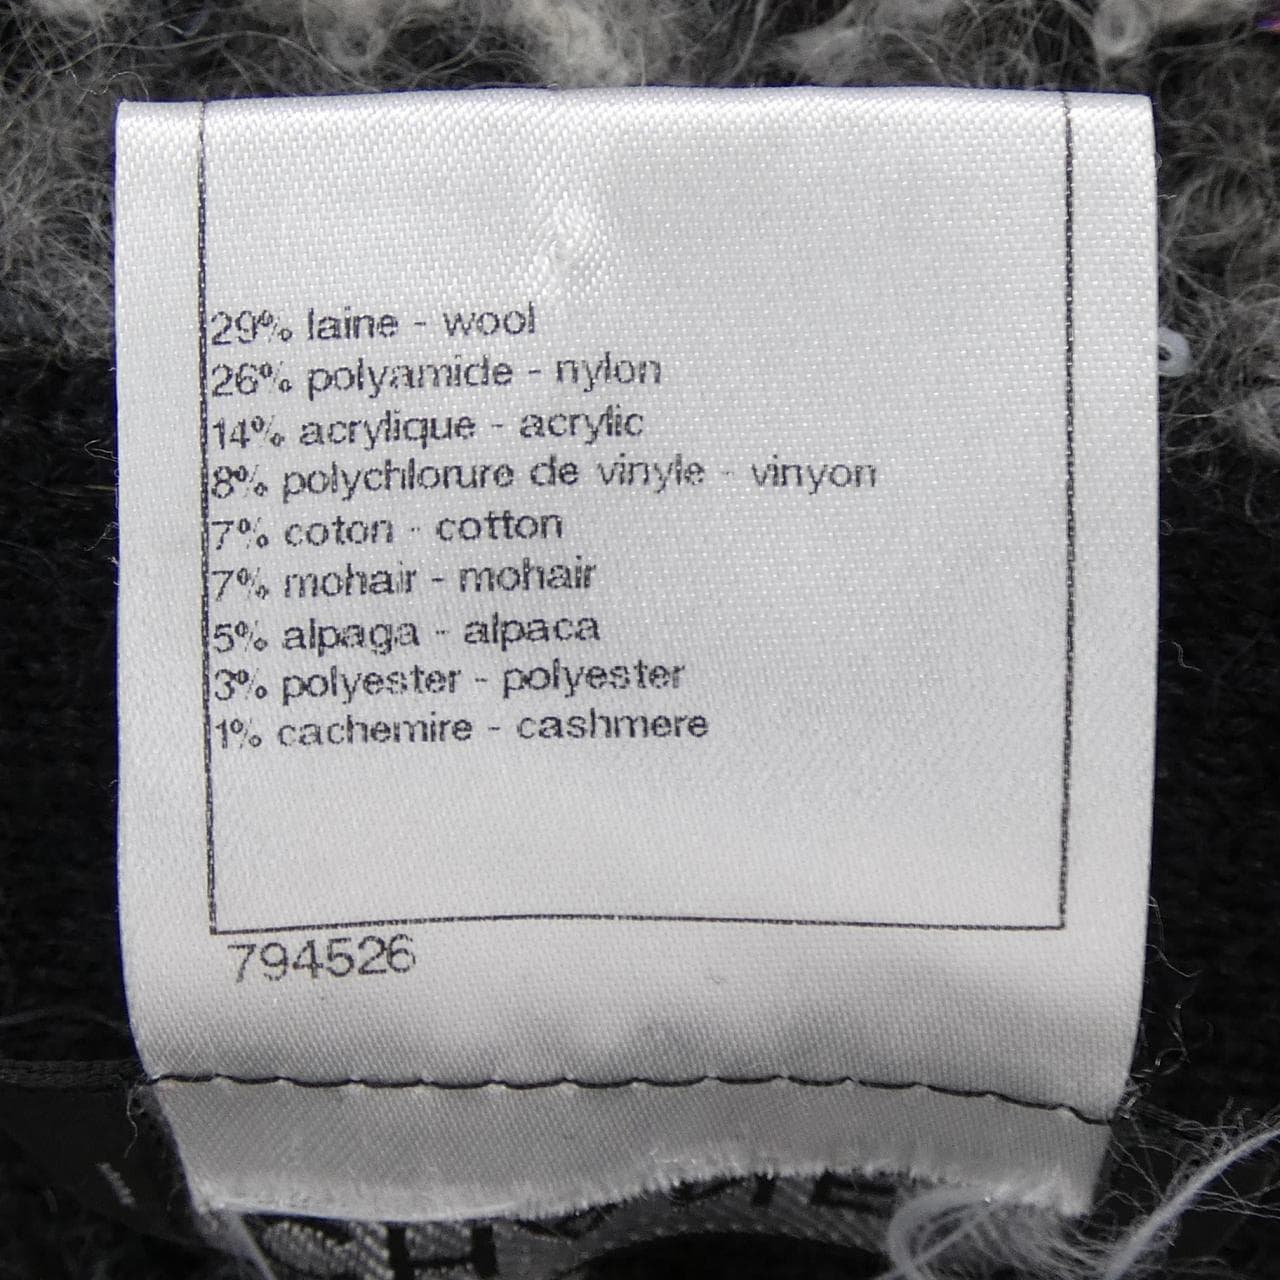 29% laine - wool
26% polyamide - nylon
14% acrylique - acrylic
8% polychlorure de vinyle - vinyon
7% coton - cotton
7% mohair - mohair
5% alpaga - alpaca
3% polyester - polyester
1% cachemire - cashmere
794526